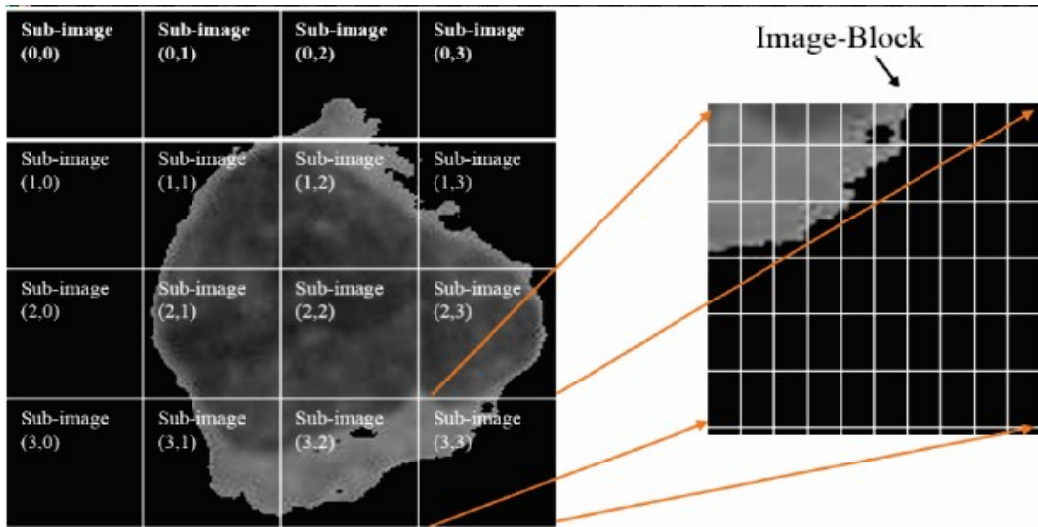 Sub-image Sub-image Sub-image Sub-image
(0,0) (0,1) (0,2) (0,3)
Image-Block
Sub-image Sub-image Sub-image Sub-image
(1,0) (1,1) (1,2) (1,3)
Sub-image Sub-image Sub-image Sub-image
(2,0) (2,1) (2,2) (2,3)
Sub-image Sub-image Sub-image Sub-image
(3,0) (3,1) (3,2) (3,3)